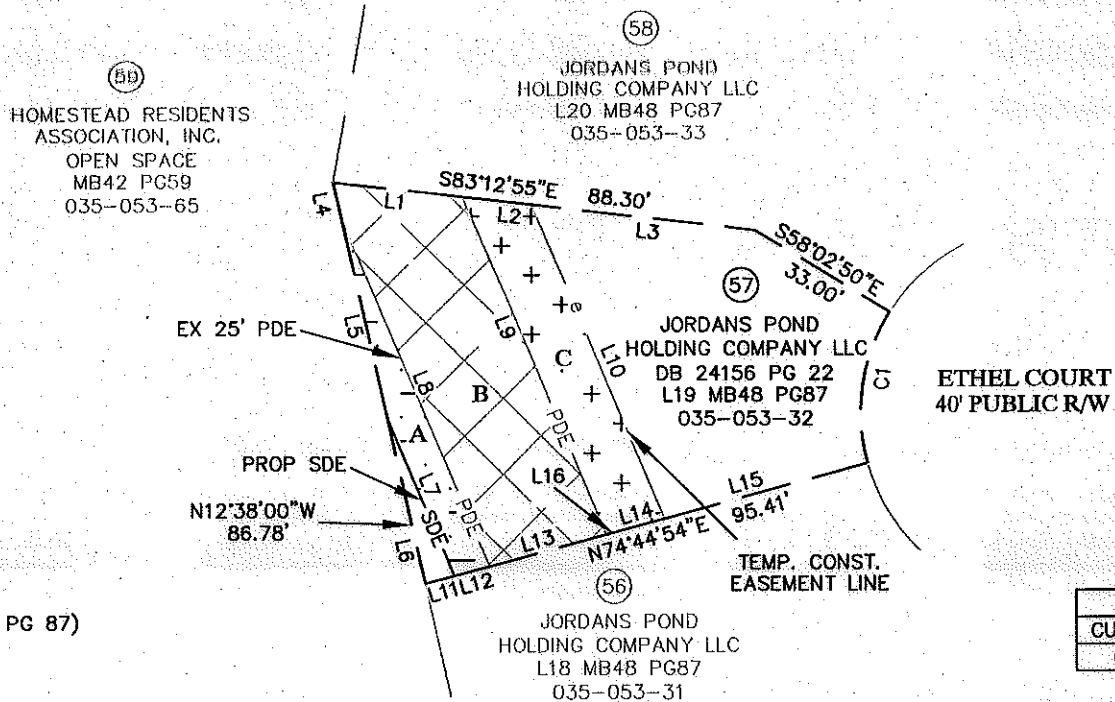 58
JORDANS POND
HOLDING COMPANY LLC
L20 MB48 PG87
035-053-33
59
HOMESTEAD RESIDENTS
ASSOCIATION, INC.
OPEN SPACE
MB42 PG59
035-053-65
L4
L1
S83°12'55"E
88.30'
L2
L3
S58°02'50"E
33.00'
57
JORDANS POND
HOLDING COMPANY LLC
DB 24156 PG 22
L19 MB48 PG87
035-053-32
C1
ETHEL COURT
40' PUBLIC R/W
EX 25' PDE
L5
L8
L9
L10
A
B
C
e
PDE
PDE
PROP SDE
L7
SDE
N12°38'00"W
86.78'
L6
L16
L15
95.41'
L14
N74°44'54"E
L13
L11
L12
TEMP. CONST.
EASEMENT LINE
56
JORDANS POND
HOLDING COMPANY LLC
L18 MB48 PG87
035-053-31
PG 87)
CU